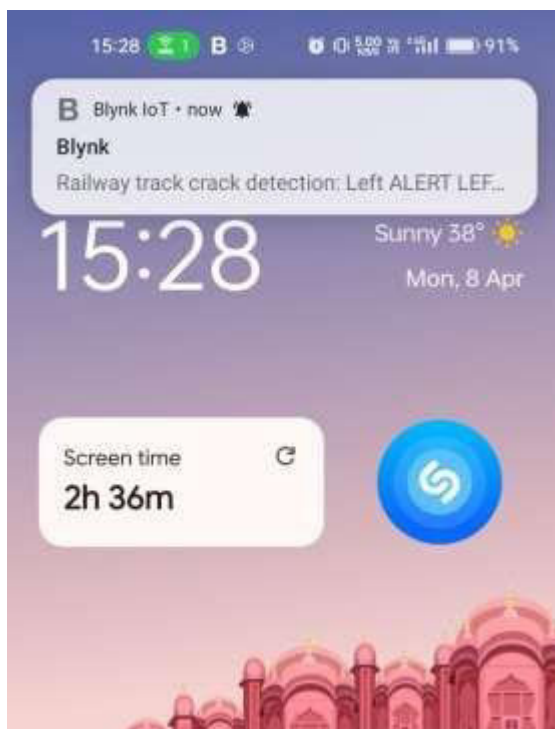 15:28 1 B 91%
B Blynk IoT • now
Blynk
Railway track crack detection: Left ALERT LEF...
15:28
Sunny 38°
Mon, 8 Apr
Screen time
2h 36m